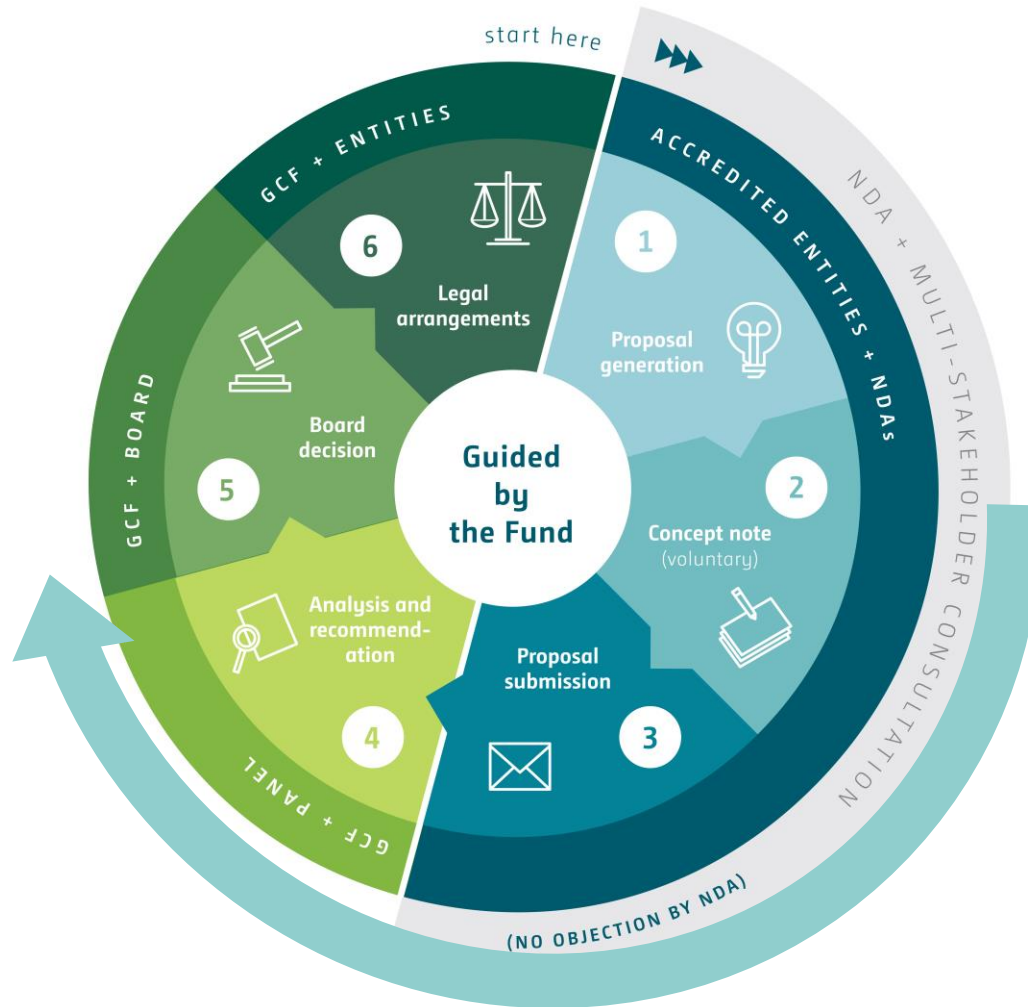 start here
NDA + MULTI-STAKEHOLDER CONSULTATION
(NO OBJECTION BY NDA)
ACCREDITED ENTITIES + NDAs
1
Proposal
generation
2
Concept note
(voluntary)
3
Proposal
submission
GCF + PANEL
4
Analysis and
recommend-
ation
GCF + BOARD
5
Board
decision
GCF + ENTITIES
6
Legal
arrangements
Guided
by
the Fund